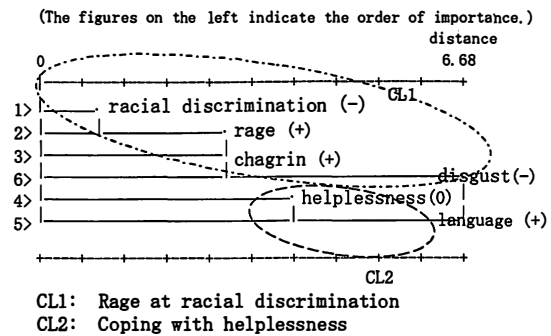 (The figures on the left indicate the order of importance.)
distance
0 6.68
CL1
1> racial discrimination (-)
2> rage (+)
3> chagrin (+)
6> disgust(-)
4> helplessness(0)
5> language (+)
CL2
CL1: Rage at racial discrimination
CL2: Coping with helplessness